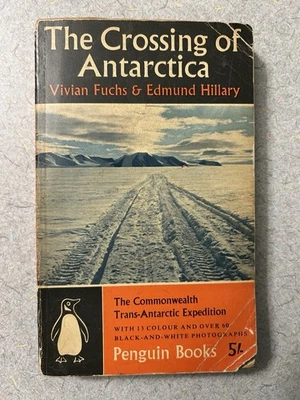 The Crossing of
Antarctica
Vivian Fuchs & Edmund Hillary
The Commonwealth
Trans-Antarctic Expedition
WITH 13 COLOUR AND OVER 60
BLACK-AND-WHITE PHOTOGRAPHS
Penguin Books 5/-